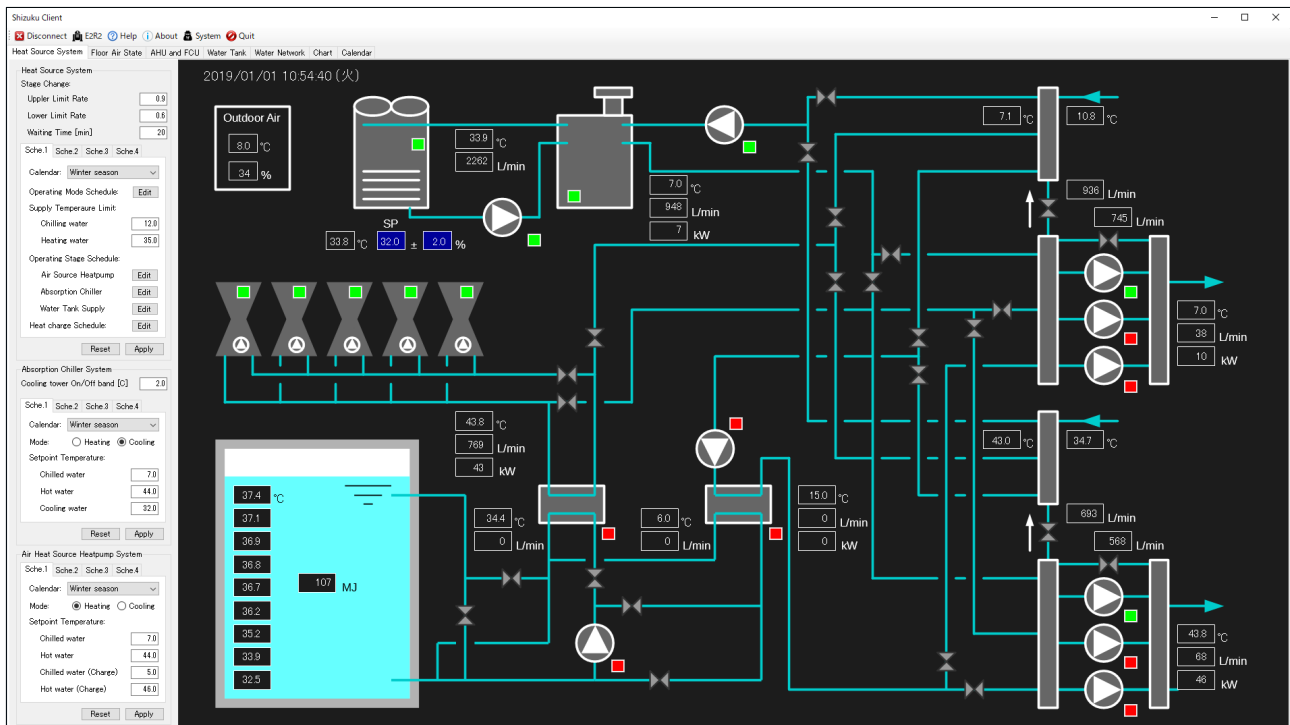 Shizuku Client
Disconnect E2R2 Help About System Quit
Heat Source System Floor Air State AHU and FCU Water Tank Water Network Chart Calendar
Heat Source System
Stage Change:
Uppler Limit Rate 0.9
Lower Limit Rate 0.6
Waiting Time [min] 20
Sche.1 Sche.2 Sche.3 Sche.4
Calendar: Winter season
Operating Mode Schedule: Edit
Supply Temperaure Limit:
Chilling water 12.0
Heating water 35.0
Operating Stage Schedule:
Air Source Heatpump Edit
Absorption Chiller Edit
Water Tank Supply Edit
Heat charge Schedule: Edit
Reset Apply
Absorption Chiller System
Cooling tower On/Off band [C] 2.0
Sche.1 Sche.2 Sche.3 Sche.4
Calendar: Winter season
Mode: Heating Cooling
Setpoint Temperature:
Chilled water 7.0
Hot water 44.0
Cooling water 32.0
Reset Apply
Air Heat Source Heatpump System
Sche.1 Sche.2 Sche.3 Sche.4
Calendar: Winter season
Mode: Heating Cooling
Setpoint Temperature:
Chilled water 7.0
Hot water 44.0
Chilled water (Charge) 5.0
Hot water (Charge) 46.0
Reset Apply
2019/01/01 10:54:40 (火)
Outdoor Air
8.0 ℃
34 %
33.9 ℃
2262 L/min
SP
33.8 ℃ 32.0 ± 2.0 %
7.0 ℃
948 L/min
7 kW
7.1 ℃ 10.8 ℃
936 L/min
745 L/min
7.0 ℃
38 L/min
10 kW
43.8 ℃
769 L/min
43 kW
34.4 ℃
0 L/min
6.0 ℃
0 L/min
15.0 ℃
0 L/min
0 kW
43.0 ℃ 34.7 ℃
693 L/min
568 L/min
43.8 ℃
68 L/min
46 kW
37.4 ℃
37.1
36.9
36.8
36.7
36.2
35.2
33.9
32.5
107 MJ